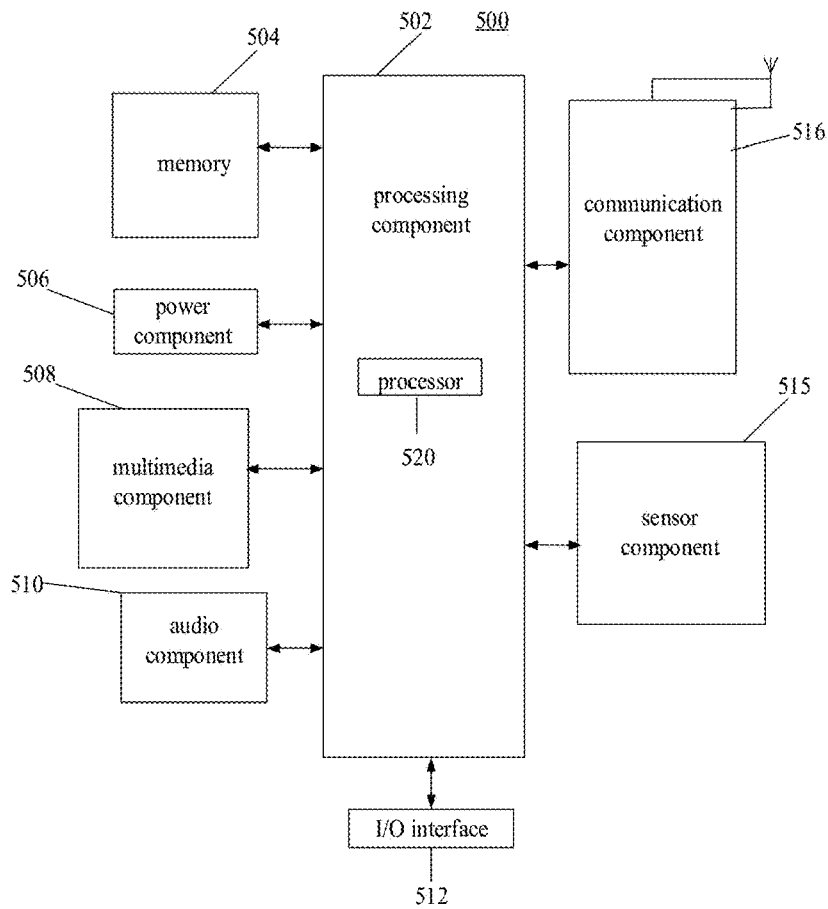 502
500
504
memory
processing
component
516
communication
component
506
power
component
508
processor
520
515
multimedia
component
sensor
component
510
audio
component
I/O interface
512